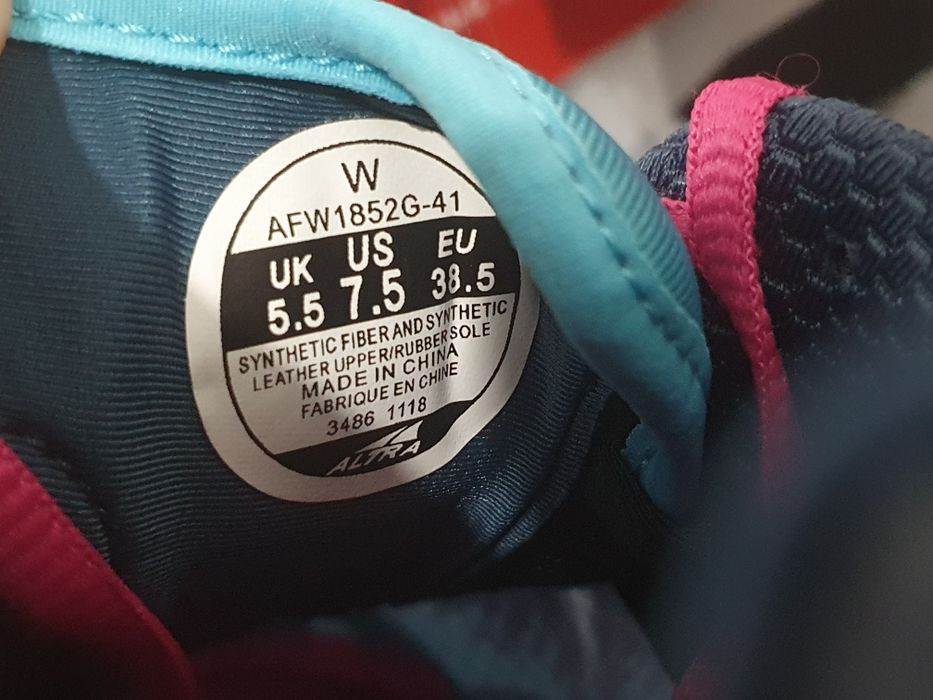 W
AFW1852G-41
UK US EU
5.5 7.5 38.5
SYNTHETIC FIBER AND SYNTHETIC
LEATHER UPPER/RUBBER SOLE
MADE IN CHINA
FABRIQUE EN CHINE
3486 1118
ALTRA